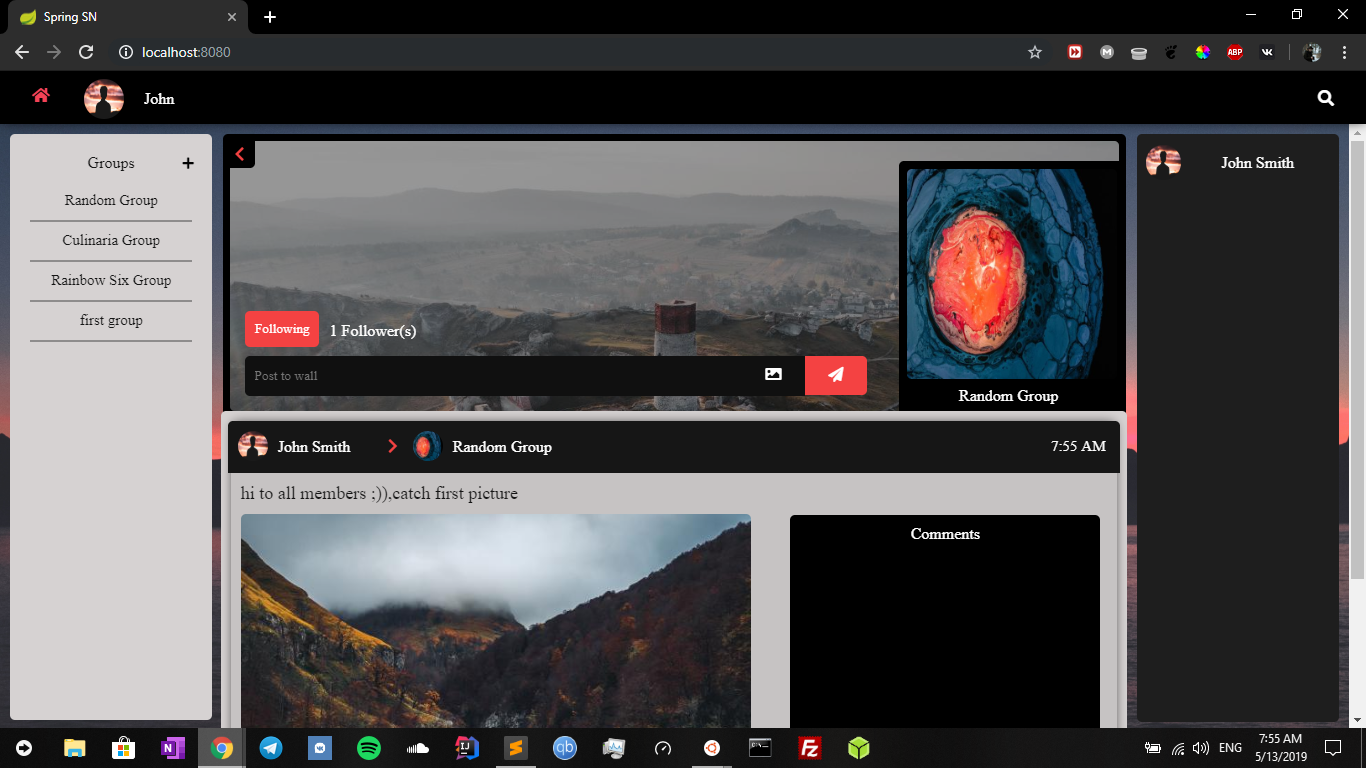 Spring SN
localhost:8080
ABP
John
Groups
Random Group
Culinaria Group
Rainbow Six Group
first group
Following
1 Follower(s)
Post to wall
Random Group
John Smith
John Smith
Random Group
7:55 AM
hi to all members ;)),catch first picture
Comments
ENG
7:55 AM
5/13/2019